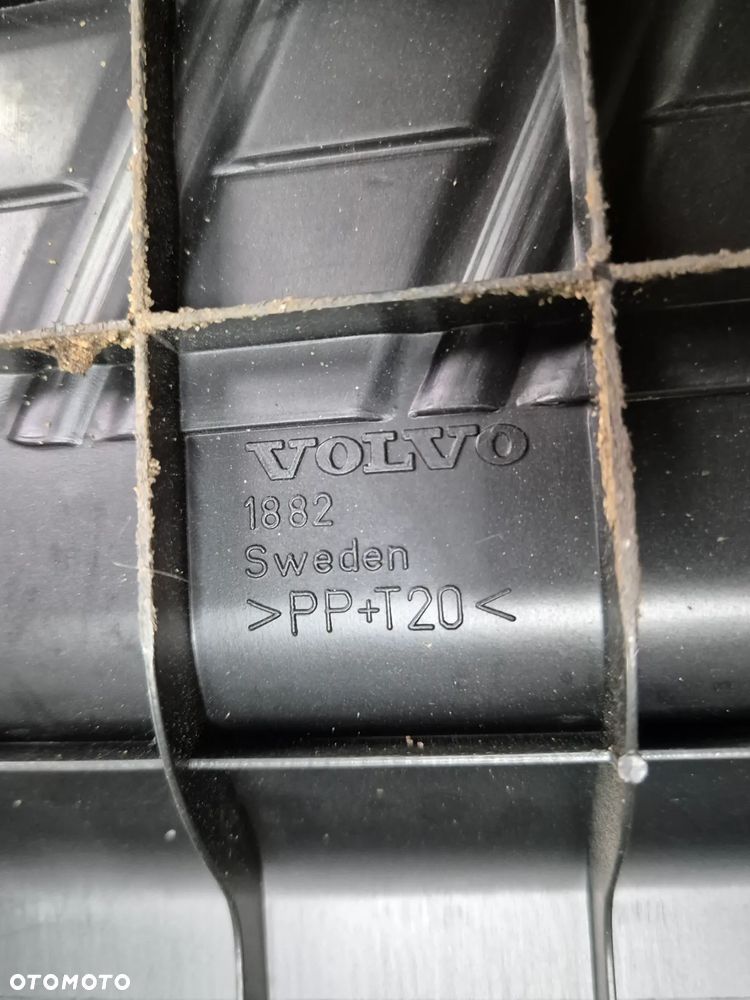 VOLVO
1882
Sweden
>PP+T20<
OTOMOTO